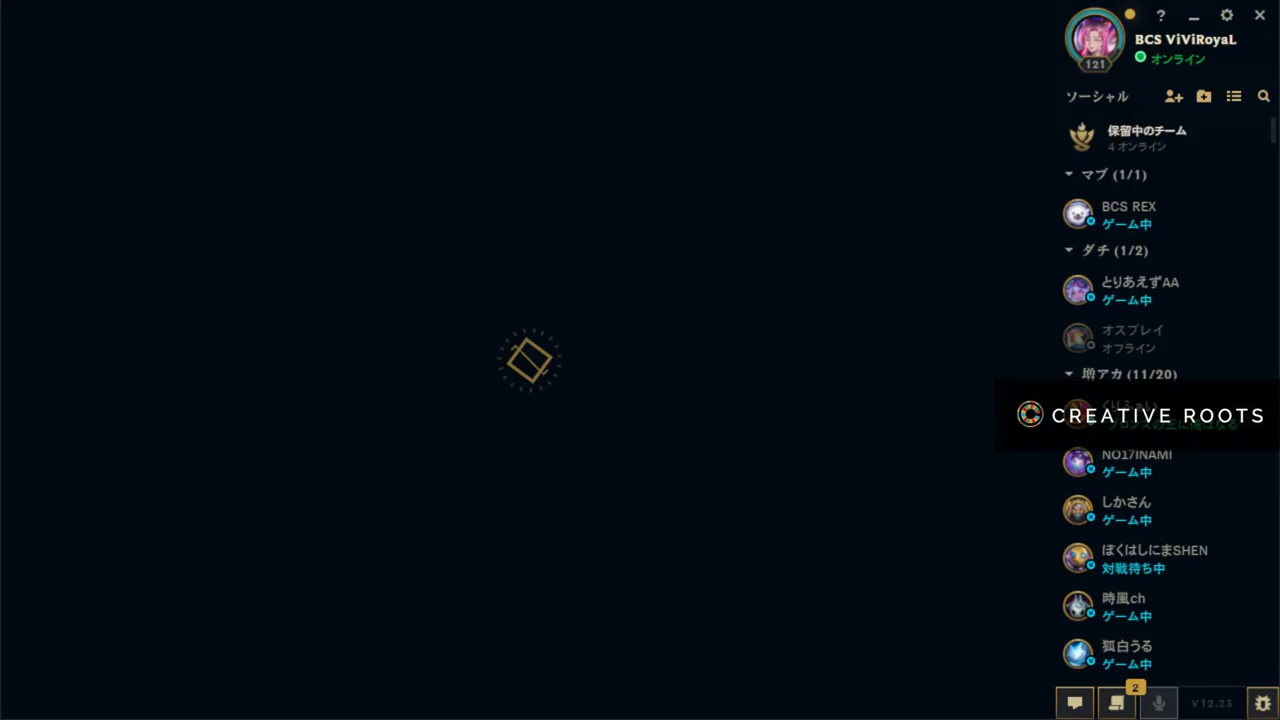 ?
BCS ViViRoyaL
オンライン
121
ソーシャル
保留中のチーム
4 オンライン
マブ (1/1)
BCS REX
ゲーム中
ダチ (1/2)
とりあえずAA
ゲーム中
オスプレイ
オフライン
増アカ (11/20)
CREATIVE ROOTS
NO17INAMI
ゲーム中
しかさん
ゲーム中
ぼくはしにまSHEN
対戦待ち中
時風ch
ゲーム中
狐白うる
ゲーム中
2
V12.23